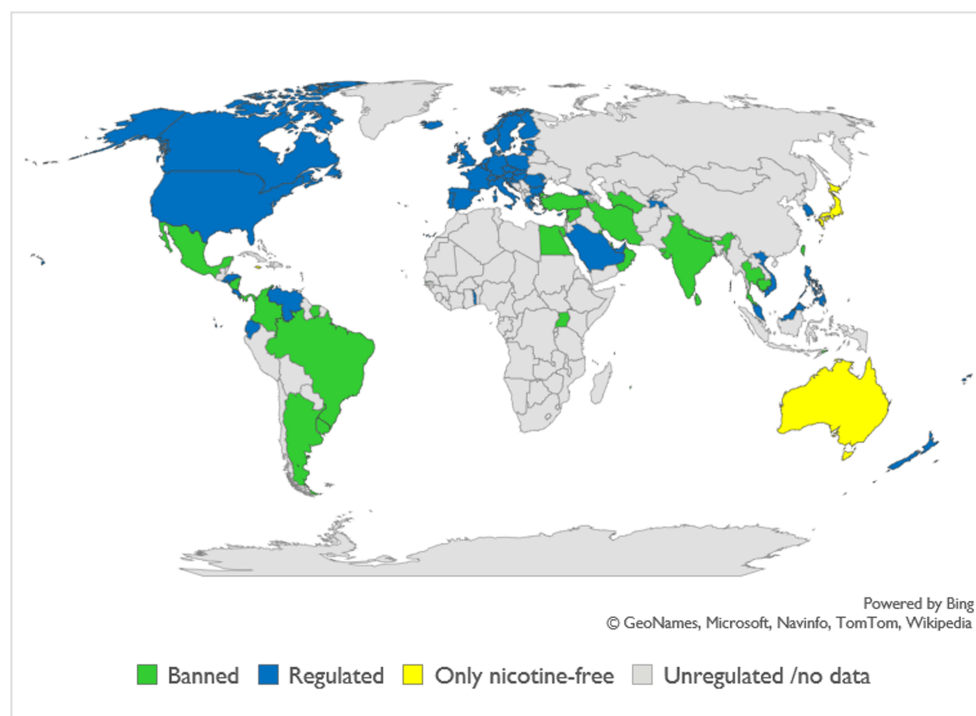 Powered by Bing
© GeoNames, Microsoft, Navinfo, TomTom, Wikipedia
Banned Regulated Only nicotine-free Unregulated /no data